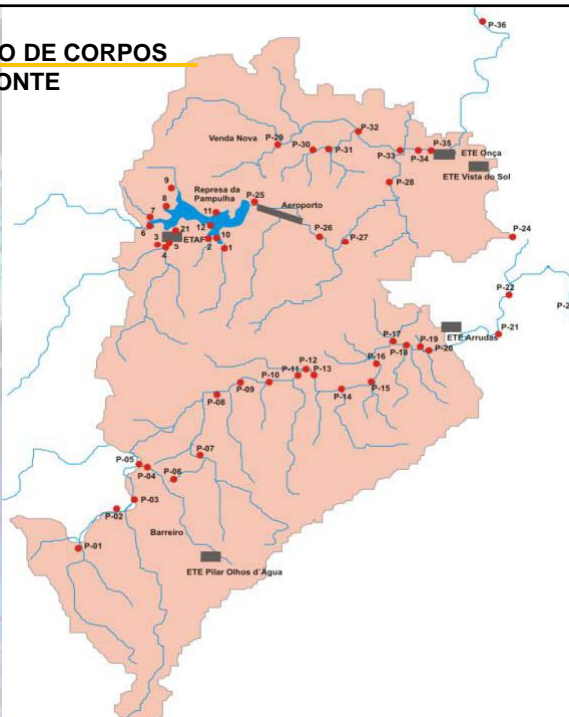 O DE CORPOS
ONTE
P-36
Venda Nova
P-29
P-30
P-31
P-32
P-33
P-34
P-35
ETE Onça
ETE Vista do Sol
P-28
9
8
7
6
3
4
5
21
ETAF
Represa da
Pampulha
11
12
10
2
1
P-25
Aeroporto
P-26
P-27
P-24
P-22
P-2
P-21
ETE Arrudas
P-17
P-18
P-19
P-20
P-16
P-15
P-14
P-12
P-11
P-13
P-10
P-09
P-08
P-07
P-05
P-04
P-06
P-03
P-02
P-01
Barreiro
ETE Pilar Olhos d´Água